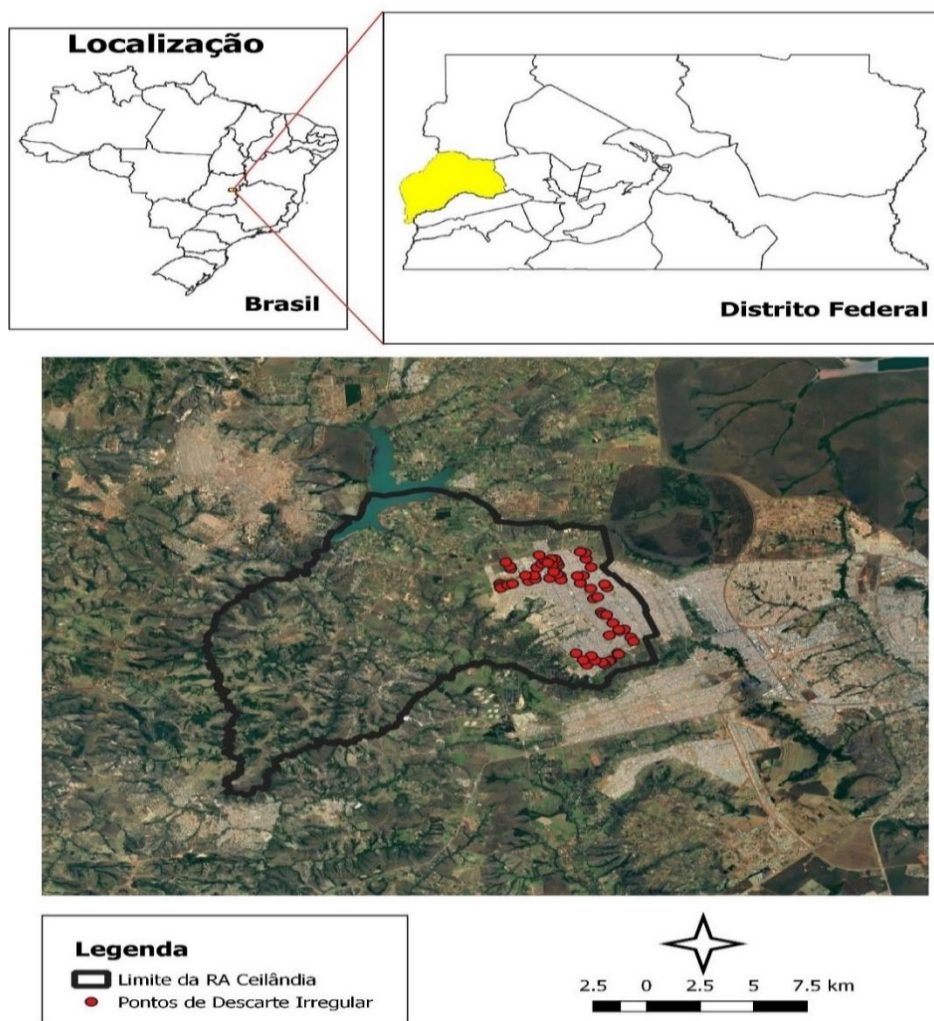 Localização
Brasil
Distrito Federal
Legenda
Limite da RA Ceilândia
Pontos de Descarte Irregular
2.5 0 2.5 5 7.5 km